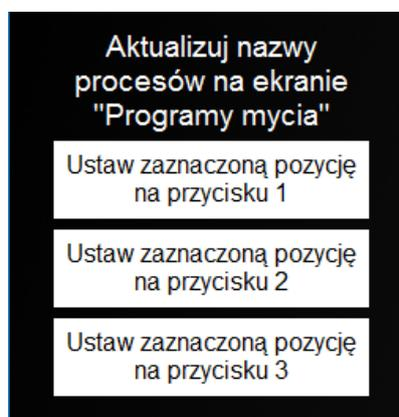 Aktualizuj nazwy
procesów na ekranie
"Programy mycia"
Ustaw zaznaczoną pozycję
na przycisku 1
Ustaw zaznaczoną pozycję
na przycisku 2
Ustaw zaznaczoną pozycję
na przycisku 3